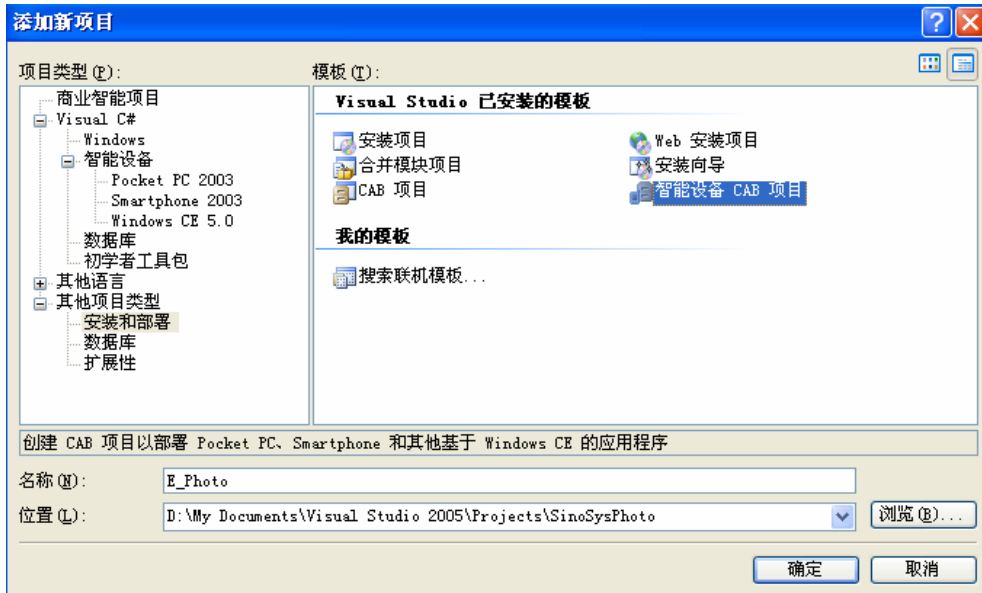 添加新项目
项目类型(P):
模板(T):
商业智能项目
Visual C#
Windows
智能设备
Pocket PC 2003
Smartphone 2003
Windows CE 5.0
数据库
初学者工具包
其他语言
其他项目类型
安装和部署
数据库
扩展性
Visual Studio 已安装的模板
安装项目
Web 安装项目
合并模块项目
安装向导
CAB 项目
智能设备 CAB 项目
我的模板
搜索联机模板...
创建 CAB 项目以部署 Pocket PC、Smartphone 和其他基于 Windows CE 的应用程序
名称(N):
E_Photo
位置(L):
D:\My Documents\Visual Studio 2005\Projects\SinoSysPhoto
浏览(B)...
确定
取消